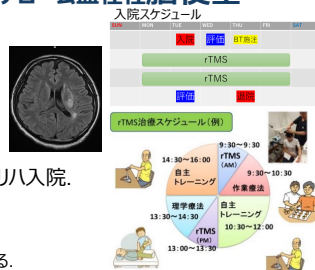 脳梗塞
入院スケジュール
SUN MON TUE WED THU FRI SAT
入院 評価 BT施注
rTMS
rTMS
評価 退院
rTMS治療スケジュール(例)
9:30~9:30
rTMS
(AM)
14:30~16:00
自主
トレーニング
9:30~10:30
作業療法
理学療法
13:30~14:30
自主
トレーニング
10:30~12:00
rTMS
(PM)
13:00~13:30
リハ入院.
る.